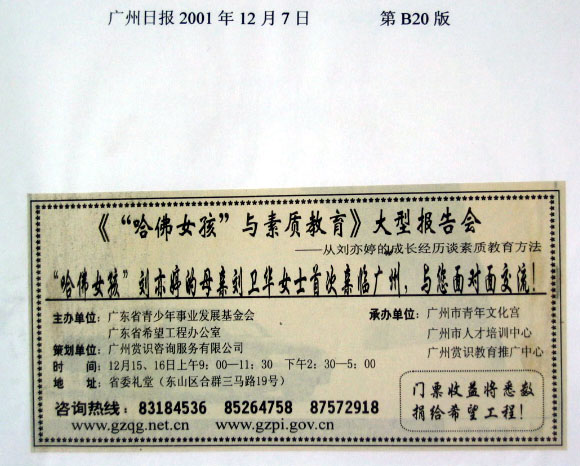 广州日报 2001 年 12 月 7 日 第 B20 版
《“哈佛女孩”与素质教育》大型报告会
——从刘亦婷的成长经历谈素质教育方法
“哈佛女孩”刘亦婷的母亲刘卫华女士首次亲临广州，与您面对面交流！
主办单位：广东省青少年事业发展基金会
广东省希望工程办公室
策划单位：广州赏识咨询服务有限公司
时 间：12月15、16日上午9：00—11：30 下午2：30—5：00
地 址：省委礼堂（东山区合群三马路19号）
承办单位：广州市青年文化宫
广州市人才培训中心
广州赏识教育推广中心
咨询热线：83184536 85264758 87572918
www.gzqg.net.cn www.gzpi.gov.cn
门票收益将悉数
捐给希望工程！